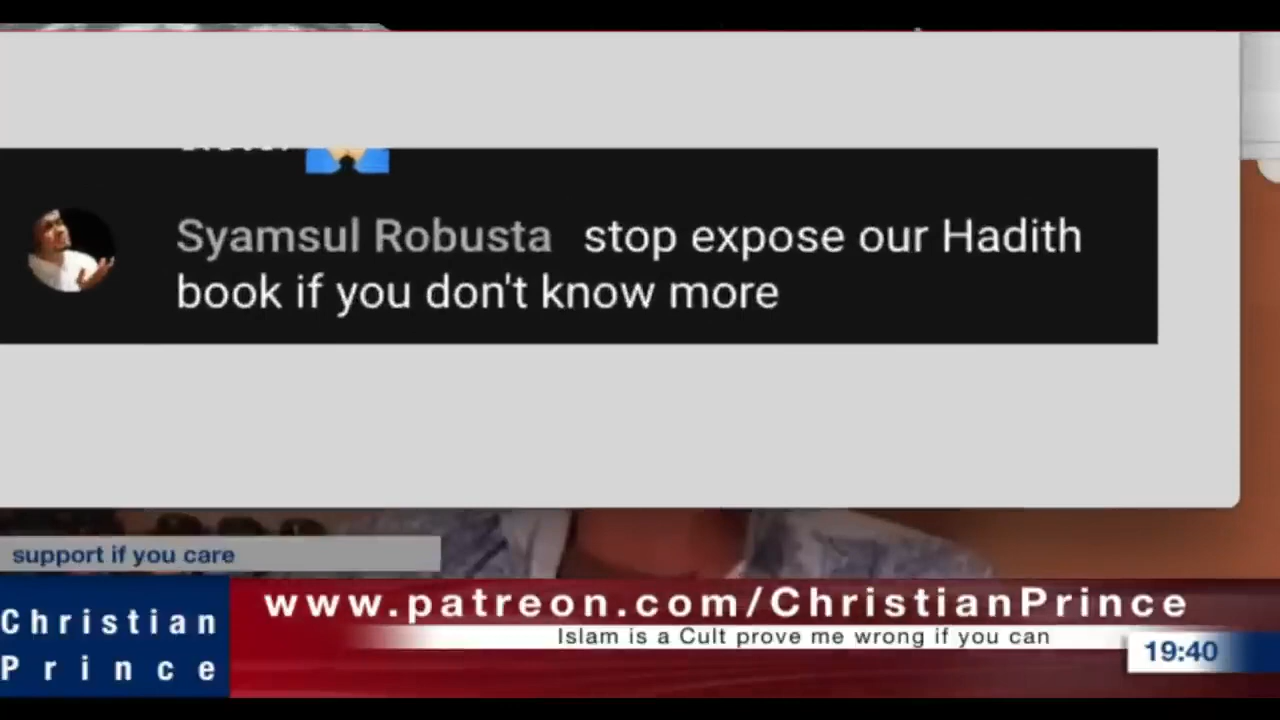 Syamsul Robusta stop expose our Hadith
book if you don't know more
support if you care
Christian
Prince
www.patreon.com/ChristianPrince
Islam is a Cult prove me wrong if you can
19:40